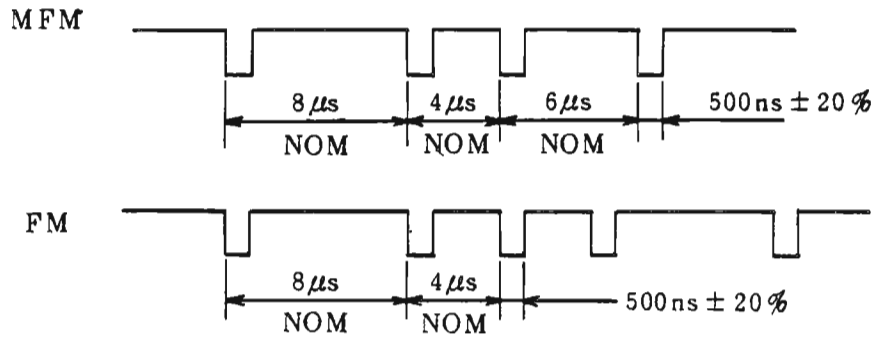 MFM
8μs 4μs 6μs 500ns ± 20%
NOM NOM NOM
FM
8μs 4μs
500ns ± 20%
NOM NOM